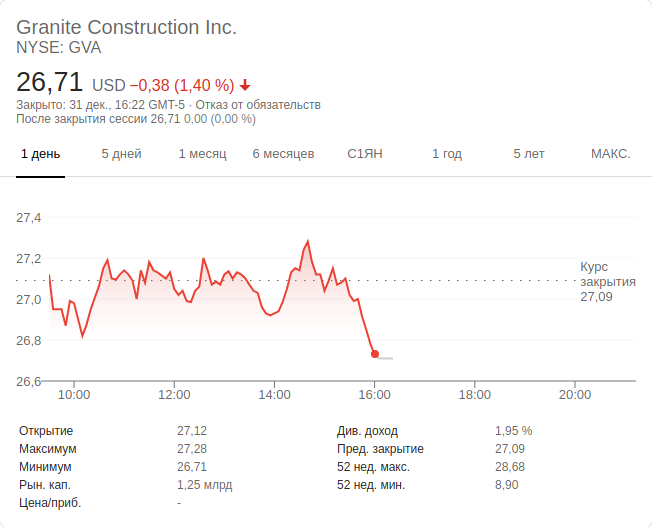 Granite Construction Inc.
NYSE: GVA
26,71 USD −0,38 (1,40 %)
Закрыто: 31 дек., 16:22 GMT-5 · Отказ от обязательств
После закрытия сессии 26,71 0,00 (0,00 %)
1 день 5 дней 1 месяц 6 месяцев С1ЯН 1 год 5 лет МАКС.
27,4
27,2
27,0
26,8
26,6
Курс
закрытия
27,09
10:00 12:00 14:00 16:00 18:00 20:00
Открытие 27,12 Див. доход 1,95 %
Максимум 27,28 Пред. закрытие 27,09
Минимум 26,71 52 нед. макс. 28,68
Рын. кап. 1,25 млрд 52 нед. мин. 8,90
Цена/приб. -